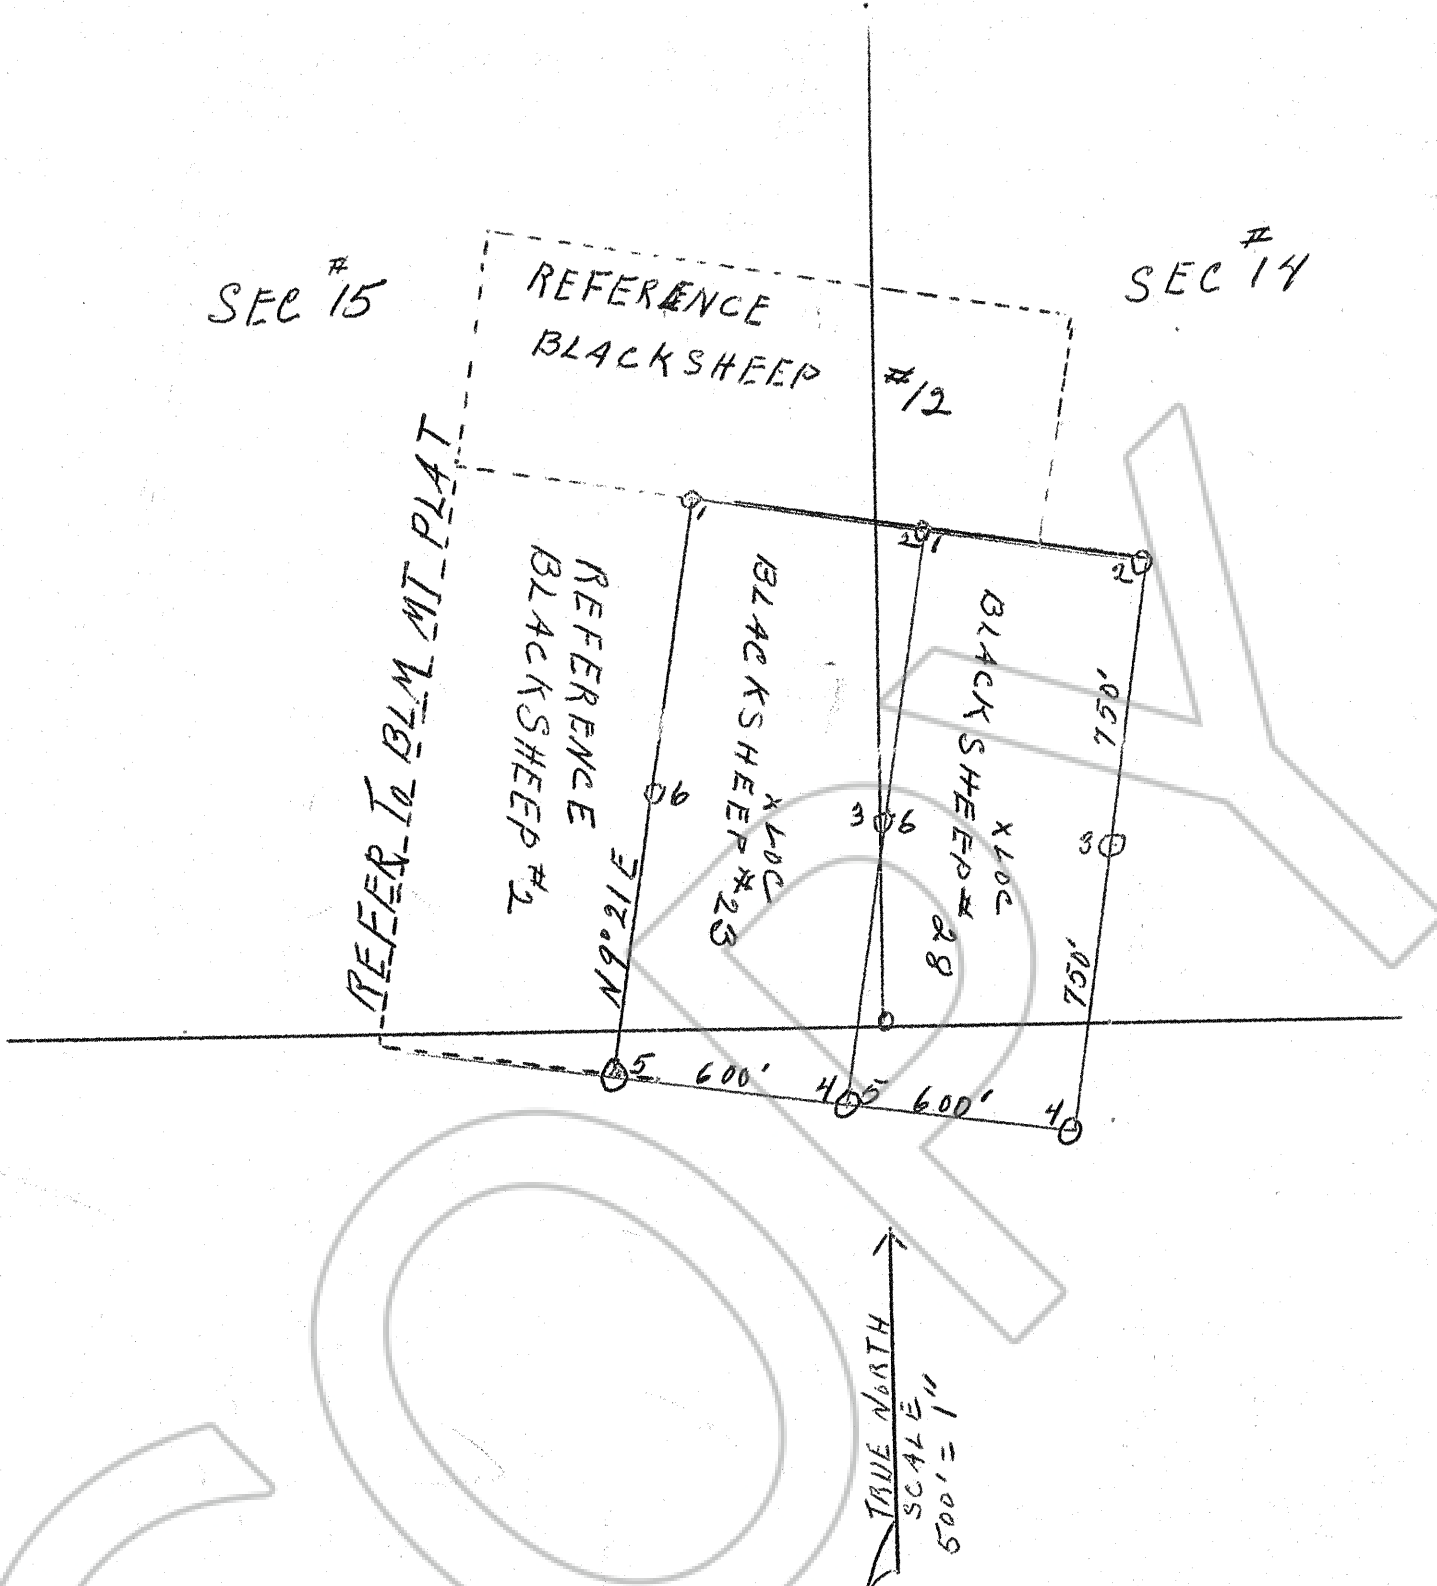 SEC #15
SEC #14
REFERENCE
BLACKSHEEP #12
REFER To BLM MT PLAT
REFERENCE
BLACKSHEEP #2
N 9° 21' E
BLACKSHEEP #23
X LOC
BLACKSHEEP # 28
X LOC
1
2
1
2
750'
6
3
6
3
750'
5
600'
4
5
600'
4
TRUE NORTH
SCALE
500' = 1"
COPY